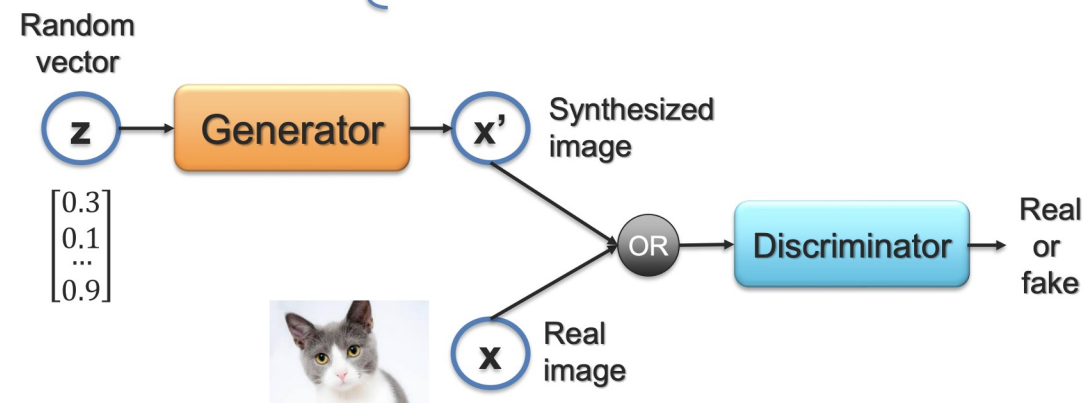 Random
vector
z
Generator
x’
Synthesized
image
[0.3
0.1
...
0.9]
OR
Discriminator
Real
or
fake
x
Real
image